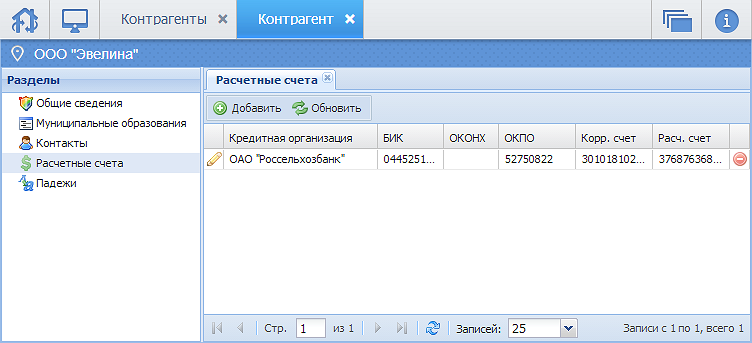 Контрагенты
Контрагент
ООО "Эвелина"
Разделы
Общие сведения
Муниципальные образования
Контакты
Расчетные счета
Падежи
Расчетные счета
Добавить Обновить
Кредитная организация БИК ОКОНХ ОКПО Корр. счет Расч. счет
ОАО "Россельхозбанк" 0445251... 52750822 301018102... 376876368...
Стр. 1 из 1 Записей: 25 Записи с 1 по 1, всего 1